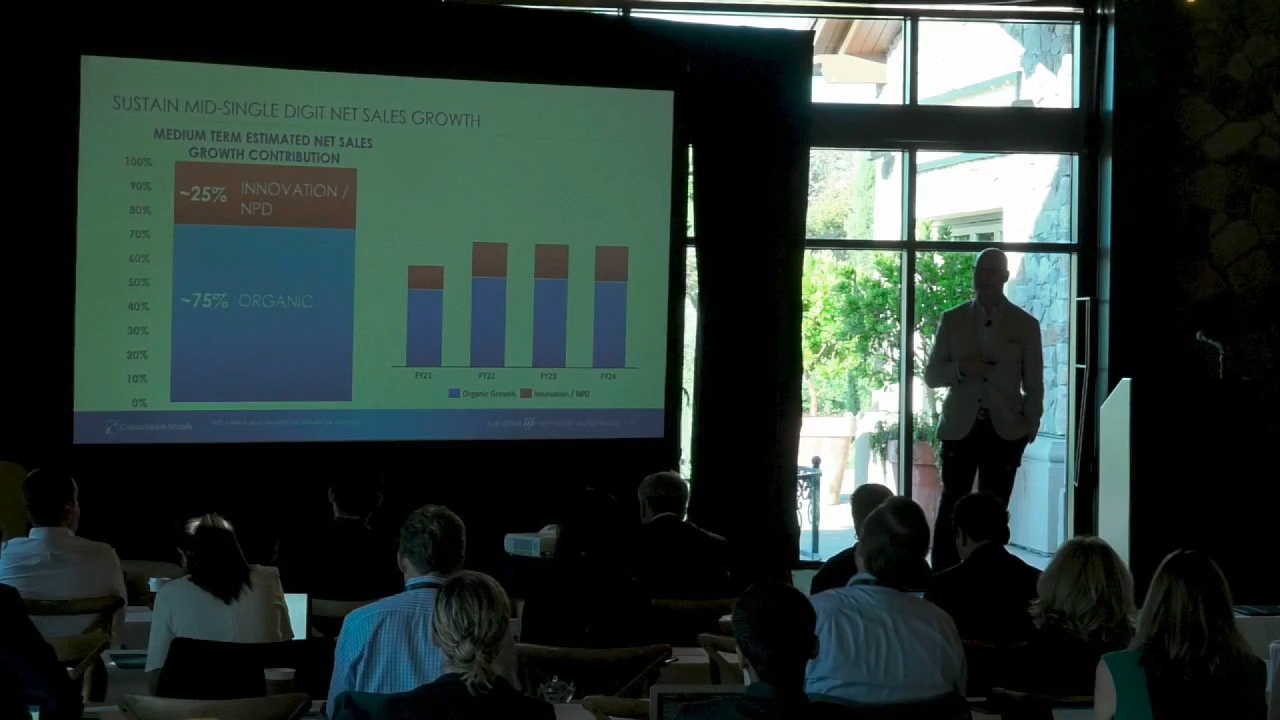 SUSTAIN MID-SINGLE DIGIT NET SALES GROWTH
MEDIUM TERM ESTIMATED NET SALES
GROWTH CONTRIBUTION
100%
90%
80%
70%
60%
50%
40%
30%
20%
10%
0%
~25% INNOVATION /
NPD
~75% ORGANIC
FY21 FY22 FY23 FY24
Organic Growth Innovation / NPD
Constellation Brands
life